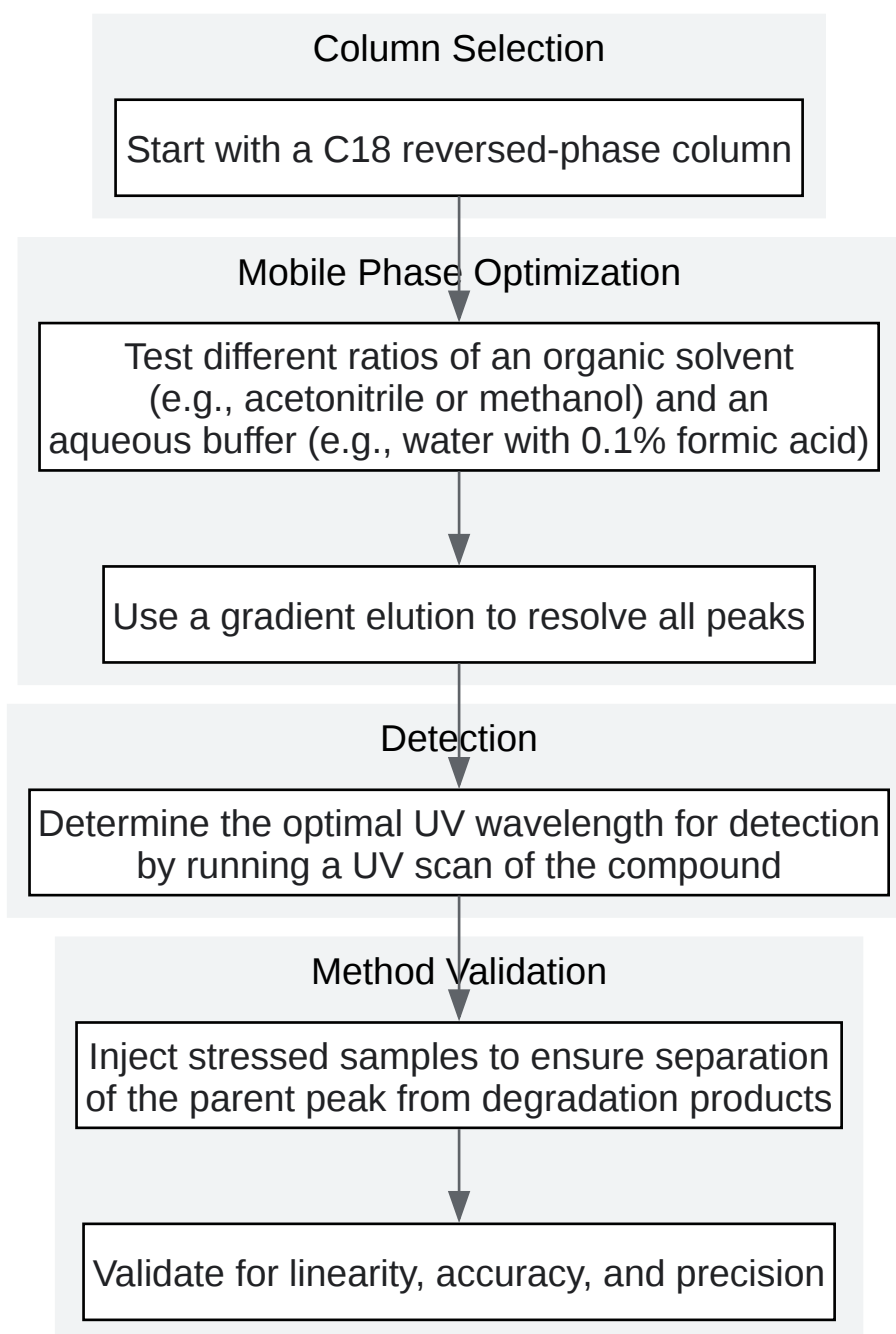 Column Selection
Start with a C18 reversed-phase column
Mobile Phase Optimization
Test different ratios of an organic solvent
(e.g., acetonitrile or methanol) and an
aqueous buffer (e.g., water with 0.1% formic acid)
Use a gradient elution to resolve all peaks
Detection
Determine the optimal UV wavelength for detection
by running a UV scan of the compound
Method Validation
Inject stressed samples to ensure separation
of the parent peak from degradation products
Validate for linearity, accuracy, and precision